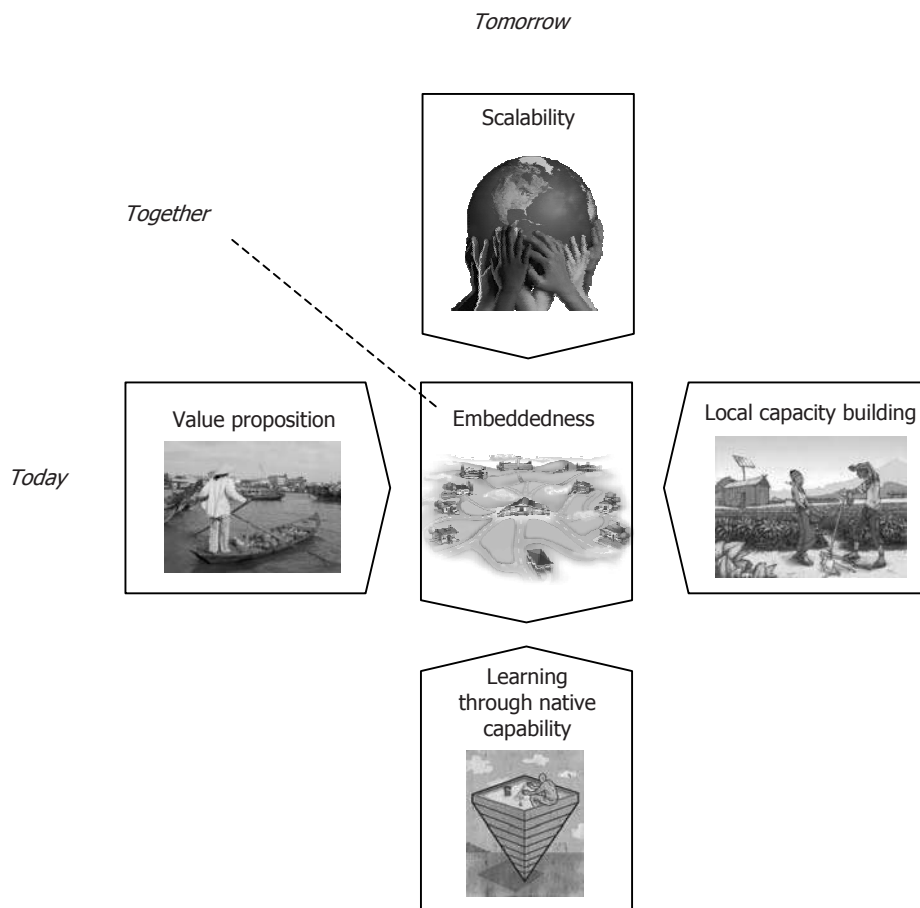 Tomorrow
Scalability
Together
Value proposition
Embeddedness
Local capacity building
Today
Learning
through native
capability